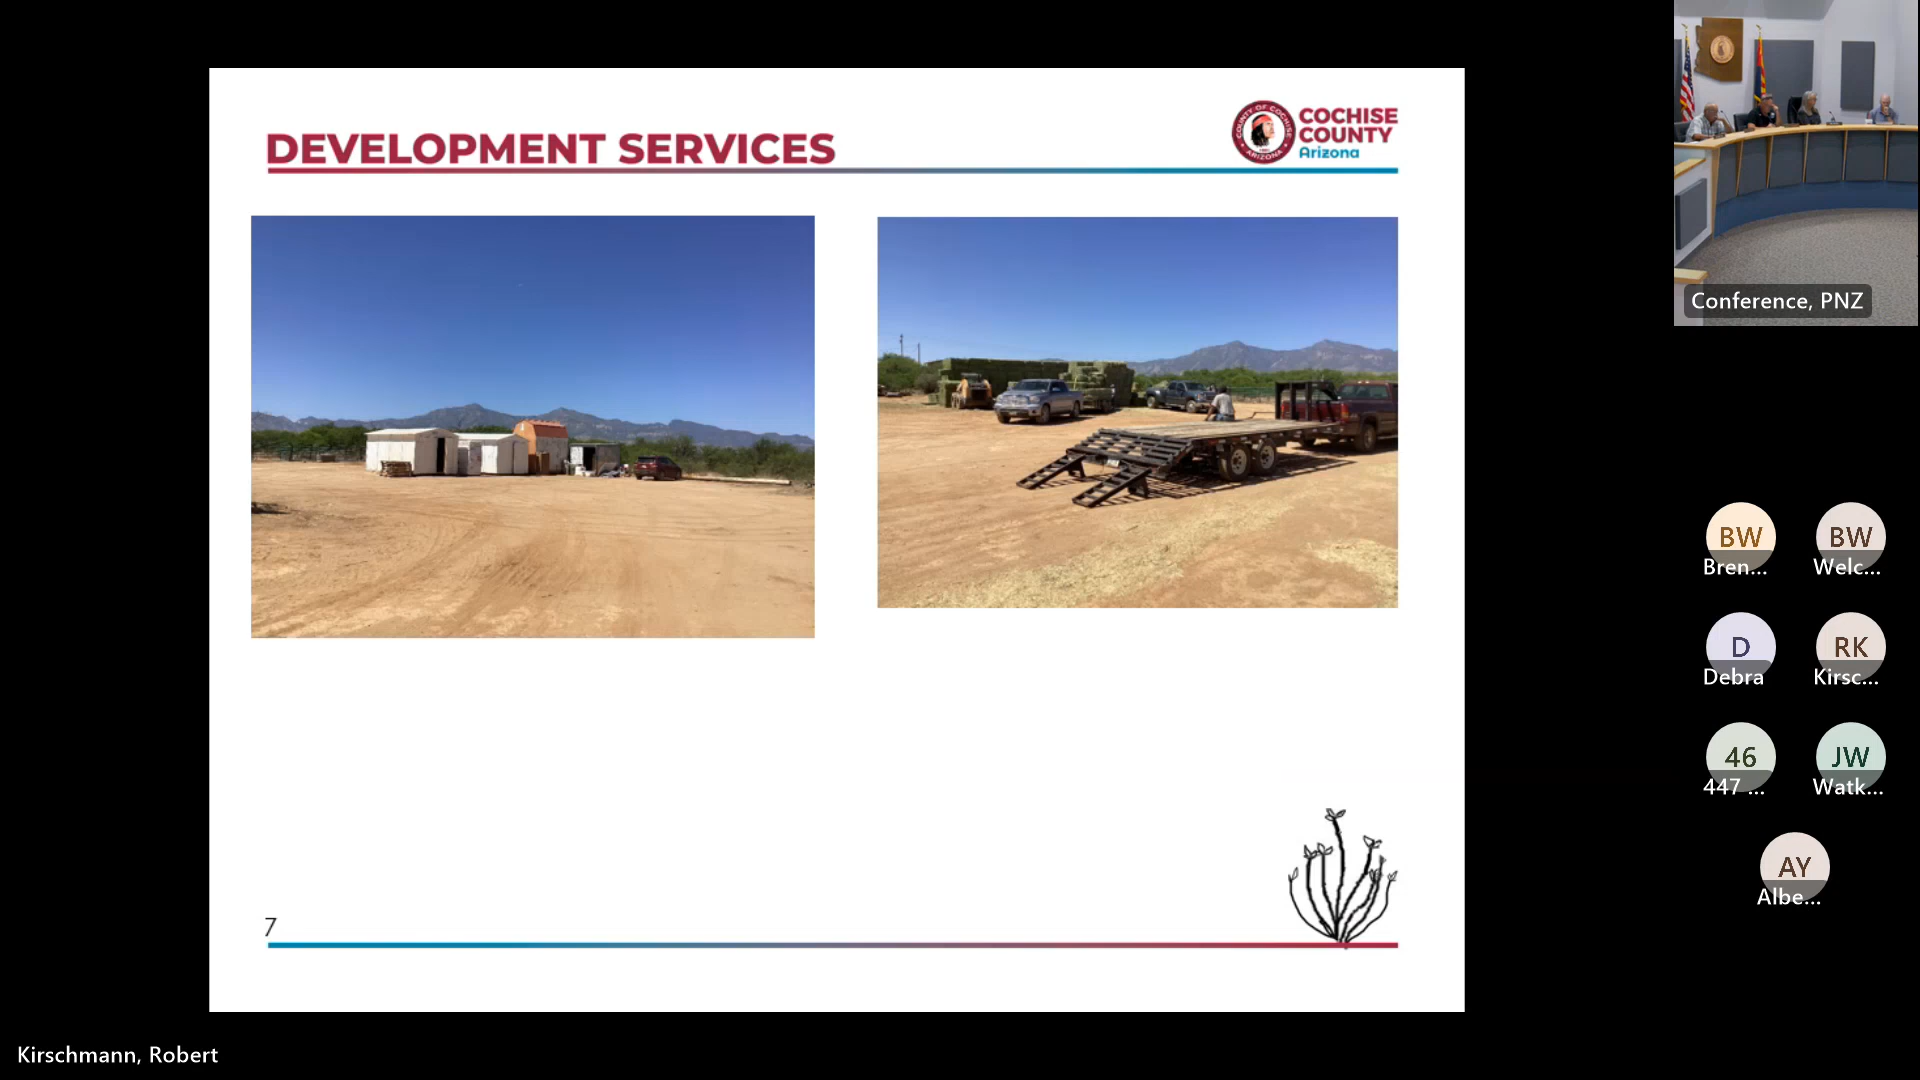 DEVELOPMENT SERVICES
COUNTY OF COCHISE
ARIZONA
COCHISE
COUNTY
Arizona
7
Conference, PNZ
BW
Bren...
BW
Welc...
D
Debra
RK
Kirsc...
46
447 ...
JW
Watk...
AY
Albe...
Kirschmann, Robert